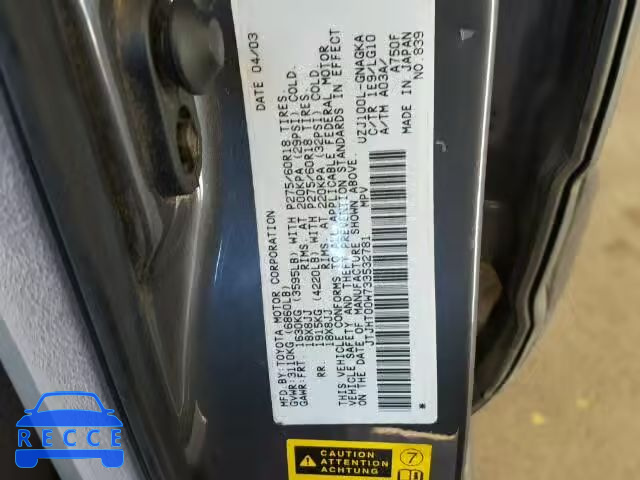 MFD.BY:TOYOTA MOTOR CORPORATION DATE 04/03
GVWR:3110KG (6860LB)
GAWR:FRT. 1630KG (3595LB) WITH P275/60R18 TIRES,
18X8JJ RIMS, AT 200KPA (29PSI) COLD.
RR. 1915KG (4220LB) WITH P275/60R18 TIRES,
18X8JJ RIMS, AT 220KPA (32PSI) COLD.
THIS VEHICLE CONFORMS TO ALL APPLICABLE FEDERAL MOTOR
VEHICLE SAFETY AND THEFT PREVENTION STANDARDS IN EFFECT
ON THE DATE OF MANUFACTURE SHOWN ABOVE.
JTJHT00W733532781 MPV
UZJ100L-GNAGKA
C/TR 1E9/LG10
A/TM A03A/ A750F
MADE IN JAPAN
NO.839
*
CAUTION
ATTENTION
ACHTUNG
7
RECCE